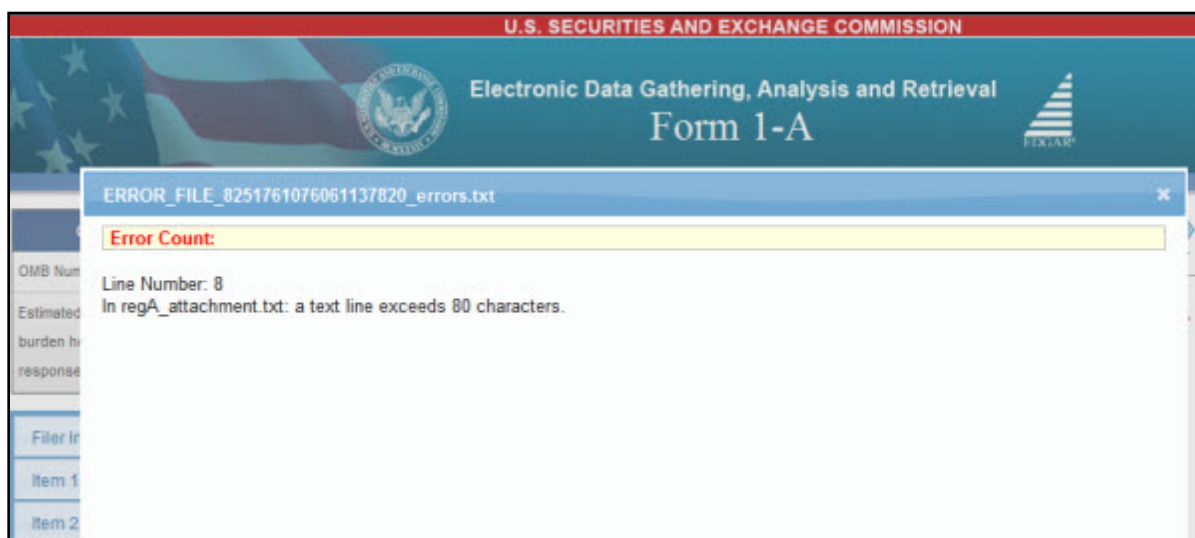 U.S. SECURITIES AND EXCHANGE COMMISSION
Electronic Data Gathering, Analysis and Retrieval
Form 1-A
EDGAR
ERROR_FILE_8251761076061137820_errors.txt
Error Count:
OMB Num
Line Number: 8
In regA_attachment.txt: a text line exceeds 80 characters.
Estimated
burden h
response
Filer In
Item 1
Item 2